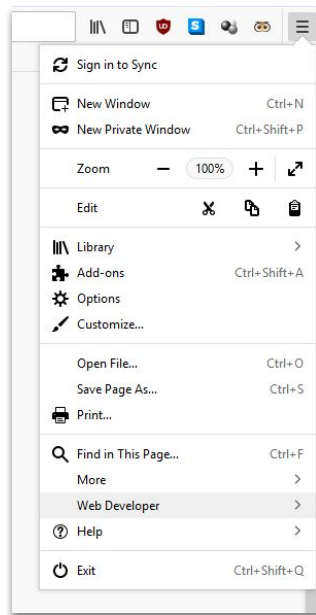 Sign in to Sync
New Window Ctrl+N
New Private Window Ctrl+Shift+P
Zoom 100%
Edit
Library
Add-ons Ctrl+Shift+A
Options
Customize...
Open File... Ctrl+O
Save Page As... Ctrl+S
Print...
Find in This Page... Ctrl+F
More
Web Developer
Help
Exit Ctrl+Shift+Q